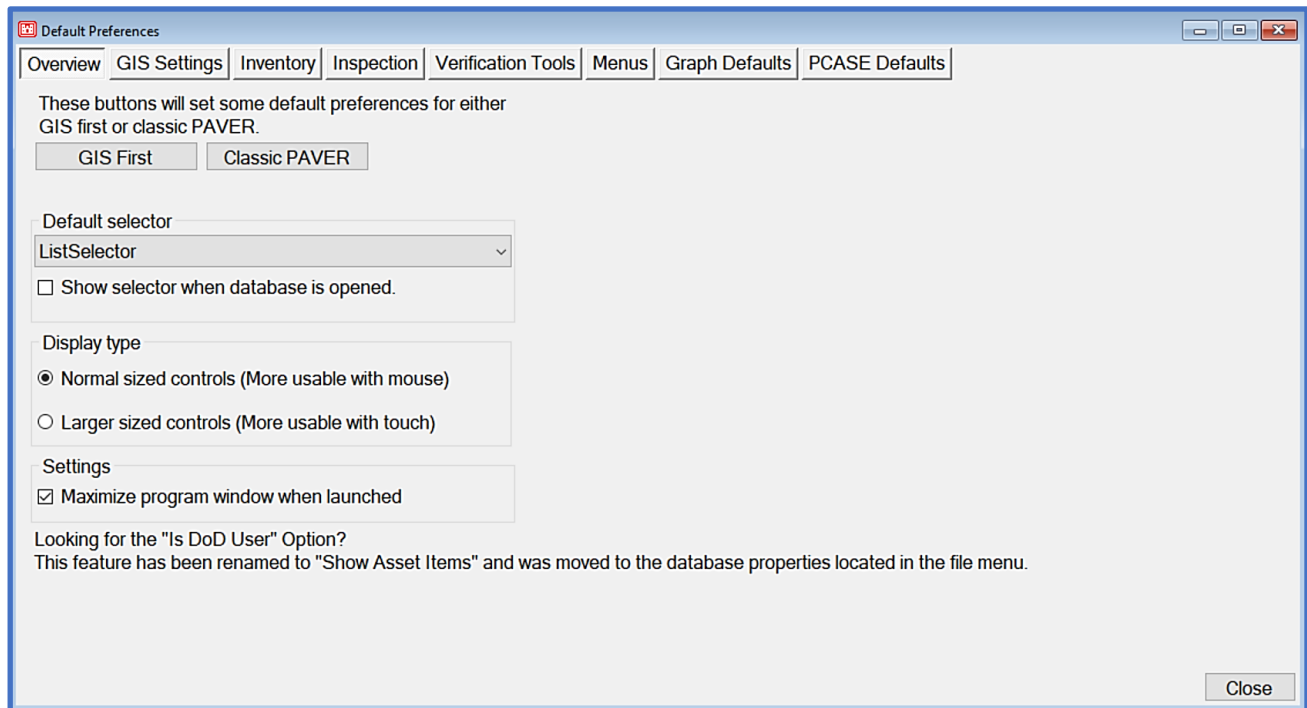 Default Preferences
Overview GIS Settings Inventory Inspection Verification Tools Menus Graph Defaults PCASE Defaults
These buttons will set some default preferences for either
GIS first or classic PAVER.
GIS First Classic PAVER
Default selector
ListSelector
Show selector when database is opened.
Display type
Normal sized controls (More usable with mouse)
Larger sized controls (More usable with touch)
Settings
Maximize program window when launched
Looking for the "Is DoD User" Option?
This feature has been renamed to "Show Asset Items" and was moved to the database properties located in the file menu.
Close